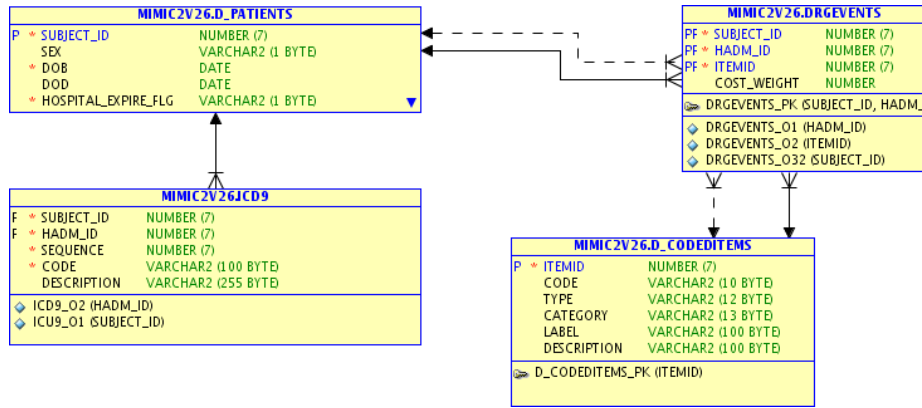 MIMIC2V26.D_PATIENTS
P * SUBJECT_ID NUMBER (7)
SEX VARCHAR2 (1 BYTE)
* DOB DATE
DOD DATE
* HOSPITAL_EXPIRE_FLG VARCHAR2 (1 BYTE)
MIMIC2V26.DRGEVENTS
PF * SUBJECT_ID NUMBER (7)
PF * HADM_ID NUMBER (7)
PF * ITEMID NUMBER (7)
COST_WEIGHT NUMBER
DRGEVENTS_PK (SUBJECT_ID, HADM_
DRGEVENTS_O1 (HADM_ID)
DRGEVENTS_O2 (ITEMID)
DRGEVENTS_O32 (SUBJECT_ID)
MIMIC2V26.ICD9
F * SUBJECT_ID NUMBER (7)
F * HADM_ID NUMBER (7)
* SEQUENCE NUMBER (7)
* CODE VARCHAR2 (100 BYTE)
DESCRIPTION VARCHAR2 (255 BYTE)
ICD9_O2 (HADM_ID)
ICU9_O1 (SUBJECT_ID)
MIMIC2V26.D_CODEDITEMS
P * ITEMID NUMBER (7)
CODE VARCHAR2 (10 BYTE)
TYPE VARCHAR2 (12 BYTE)
CATEGORY VARCHAR2 (13 BYTE)
LABEL VARCHAR2 (100 BYTE)
DESCRIPTION VARCHAR2 (100 BYTE)
D_CODEDITEMS_PK (ITEMID)